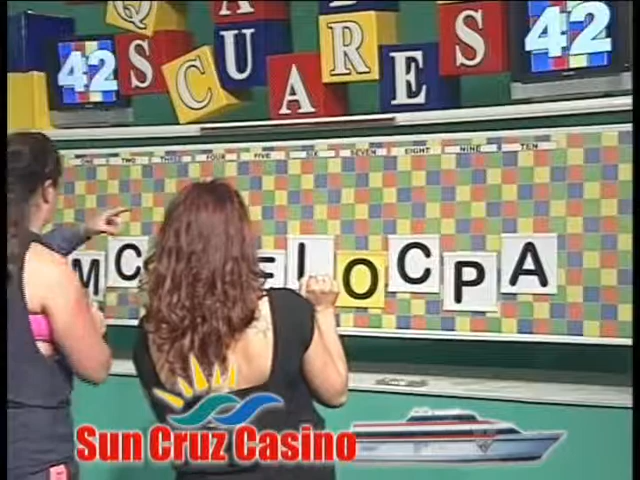 Q A R
SQUARES
42
42
ONE TWO THREE FOUR FIVE SIX SEVEN EIGHT NINE TEN
M C I O C P A
Sun Cruz Casino